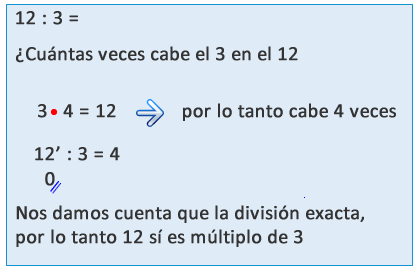 12 : 3 =
¿Cuántas veces cabe el 3 en el 12
3 • 4 = 12 por lo tanto cabe 4 veces
12’ : 3 = 4
0
Nos damos cuenta que la división exacta,
por lo tanto 12 sí es múltiplo de 3